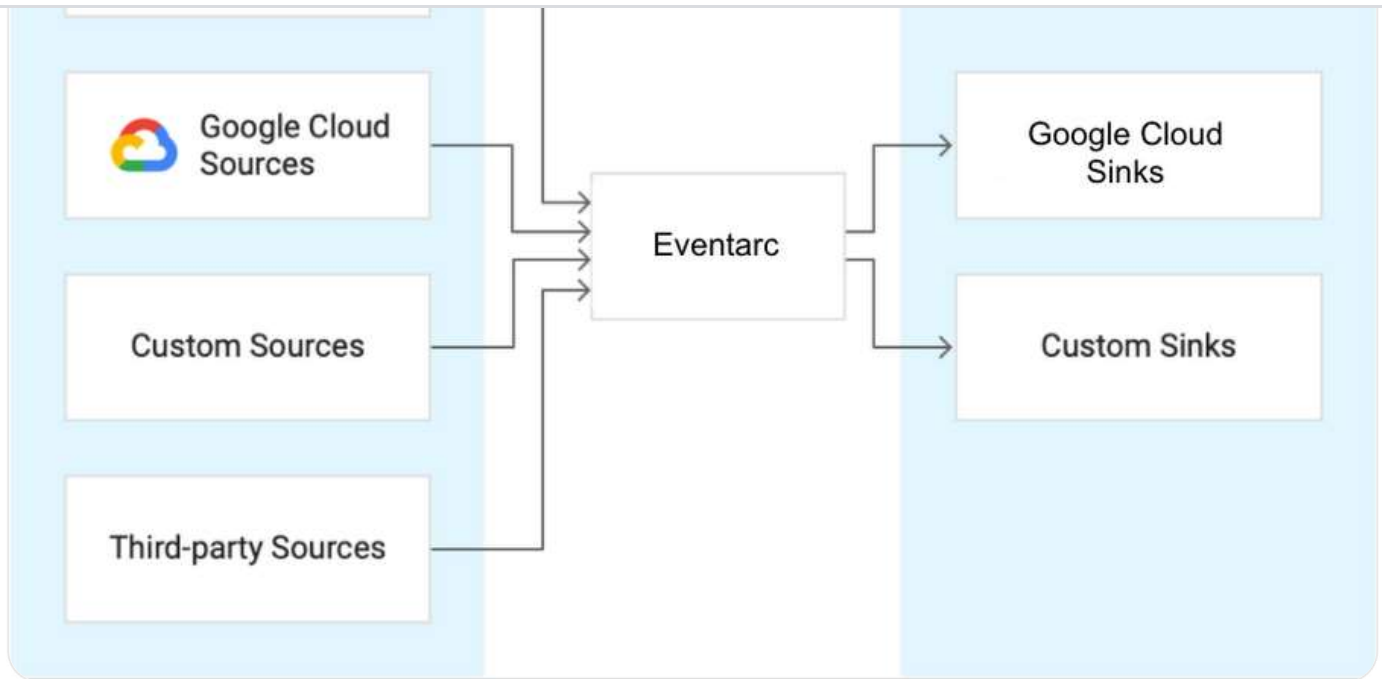 Google Cloud
Sources
Eventarc
Google Cloud
Sinks
Custom Sources
Custom Sinks
Third-party Sources